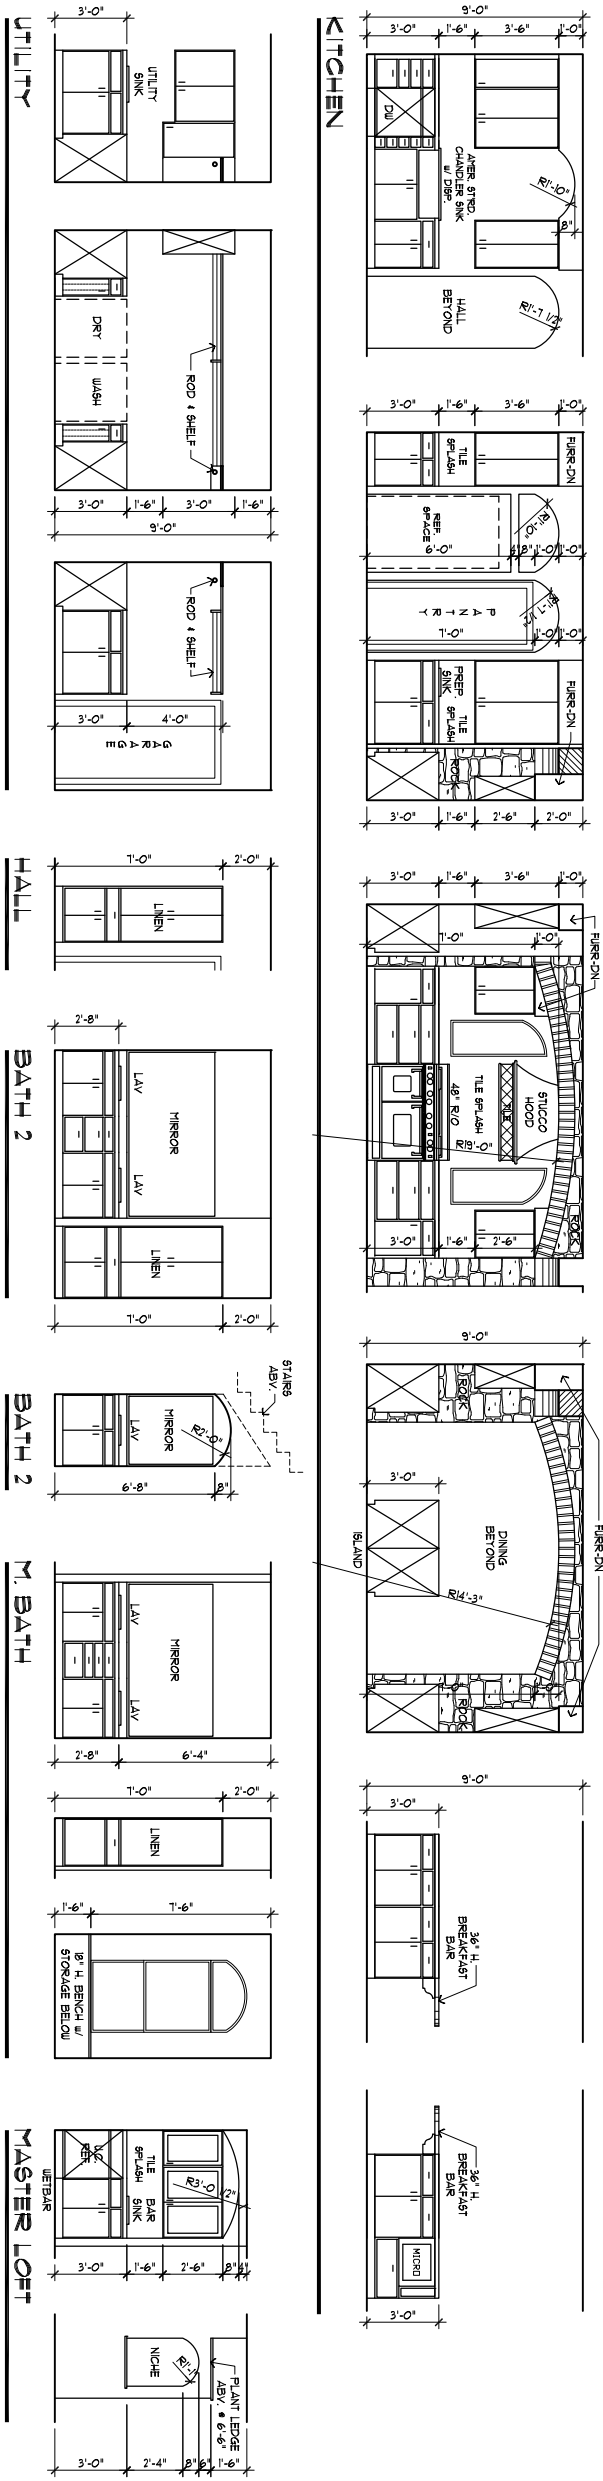 KITCHEN
9'-0"
3'-0"
1'-6"
3'-6"
1'-0"
DW
AMER. ST'RD.
CHANDLER SINK
w/ DISP.
R1'-10"
8"
HALL
BEYOND
R1'-7 1/2"
3'-0"
1'-6"
3'-6"
1'-0"
TILE
SPLASH
FURR-DN
REF.
SPACE
6'-0"
1'-0"
1'-0"
PANTRY
7'-0"
1'-0"
1'-0"
PREP.
SINK
TILE
SPLASH
FURR-DN
ROCK
3'-0"
1'-6"
2'-6"
2'-0"
3'-0"
1'-6"
3'-6"
1'-0"
FURR-DN
7'-0"
1'-0"
48" R/O
TILE SPLASH
TILE
STUCCO
HOOD
R19'-0"
ROCK
3'-0"
1'-6"
2'-6"
9'-0"
ROCK
FURR-DN
3'-0"
ISLAND
DINING
BEYOND
R14'-3"
ROCK
9'-0"
3'-0"
36" H.
BREAKFAST
BAR
36" H.
BREAKFAST
BAR
MICRO
3'-0"
UTILITY
3'-0"
UTILITY
SINK
DRY
WASH
ROD & SHELF
3'-0"
1'-6"
3'-0"
1'-6"
9'-0"
ROD & SHELF
3'-0"
4'-0"
GARAGE
HALL
7'-0"
2'-0"
LINEN
BATH 2
2'-8"
LAV
LAV
MIRROR
LINEN
7'-0"
2'-0"
BATH 2
STAIRS
ABV.
LAV
MIRROR
R2'-0"
6'-8"
8"
M. BATH
LAV
LAV
MIRROR
2'-8"
6'-4"
7'-0"
2'-0"
LINEN
1'-6"
7'-6"
18" H. BENCH w/
STORAGE BELOW
MASTER LOFT
WETBAR
U.C.
REF.
TILE
SPLASH
BAR
SINK
R3'-0 1/2"
3'-0"
1'-6"
2'-6"
8"
4"
NICHE
R1'-1"
PLANT LEDGE
ABV. @ 6'-6"
3'-0"
2'-4"
8"
6"
1'-6"